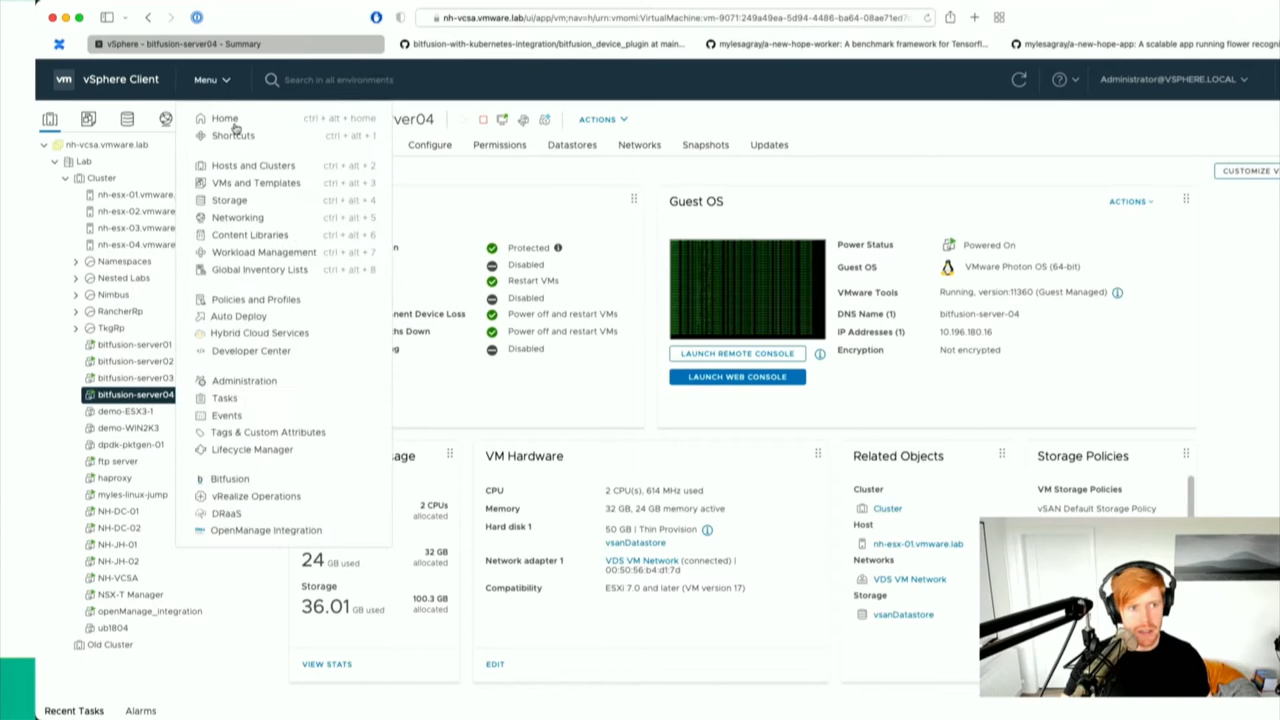 nh-vcsa.vmware.lab/ui/app/vm;nav=h/urn:vmomi:VirtualMachine:vm-9071:249a49ea-5d94-4486-ba64-08ae71ed7
vSphere - bitfusion-server04 - Summary
bitfusion-with-kubernetes-integration/bitfusion_device_plugin at main...
mylesagray/a-new-hope-worker: A benchmark framework for Tensorfl...
mylesagray/a-new-hope-app: A scalable app running flower recogni
vm vSphere Client Menu Search in all environments Administrator@VSPHERE.LOCAL
ver04 ACTIONS
Configure Permissions Datastores Networks Snapshots Updates
CUSTOMIZE V
Home ctrl + alt + home
Shortcuts ctrl + alt + 1
Hosts and Clusters ctrl + alt + 2
VMs and Templates ctrl + alt + 3
Storage ctrl + alt + 4
Networking ctrl + alt + 5
Content Libraries ctrl + alt + 6
Workload Management ctrl + alt + 7
Global Inventory Lists ctrl + alt + 8
Policies and Profiles
Auto Deploy
Hybrid Cloud Services
Developer Center
Administration
Tasks
Events
Tags & Custom Attributes
Lifecycle Manager
Bitfusion
vRealize Operations
DRaaS
OpenManage Integration
nh-vcsa.vmware.lab
Lab
Cluster
nh-esx-01.vmware.
nh-esx-02.vmware
nh-esx-03.vmware
nh-esx-04.vmware
Namespaces
Nested Labs
Nimbus
RancherRp
TkgRp
bitfusion-server01
bitfusion-server02
bitfusion-server03
bitfusion-server04
demo-ESX3-1
demo-WIN2K3
dpdk-pktgen-01
ftp server
haproxy
myles-linux-jump
NH-DC-01
NH-DC-02
NH-JH-01
NH-JH-02
NH-VCSA
NSX-T Manager
openManage_integration
ub1804
Old Cluster
n Protected
Disabled
Restart VMs
Disabled
nent Device Loss Power off and restart VMs
ths Down Power off and restart VMs
g Disabled
Guest OS ACTIONS
Power Status Powered On
Guest OS VMware Photon OS (64-bit)
VMware Tools Running, version:11360 (Guest Managed)
DNS Name (1) bitfusion-server-04
IP Addresses (1) 10.196.180.16
Encryption Not encrypted
LAUNCH REMOTE CONSOLE
LAUNCH WEB CONSOLE
age
2 CPUs
allocated
24 GB used
32 GB
allocated
Storage
36.01 GB used
100.3 GB
allocated
VIEW STATS
VM Hardware
CPU 2 CPU(s), 614 MHz used
Memory 32 GB, 24 GB memory active
Hard disk 1 50 GB | Thin Provision
vsanDatastore
Network adapter 1 VDS VM Network (connected) |
00:50:56:b4:d1:7d
Compatibility ESXi 7.0 and later (VM version 17)
EDIT
Related Objects
Cluster
Cluster
Host
nh-esx-01.vmware.lab
Networks
VDS VM Network
Storage
vsanDatastore
Storage Policies
VM Storage Policies
vSAN Default Storage Policy
Recent Tasks Alarms